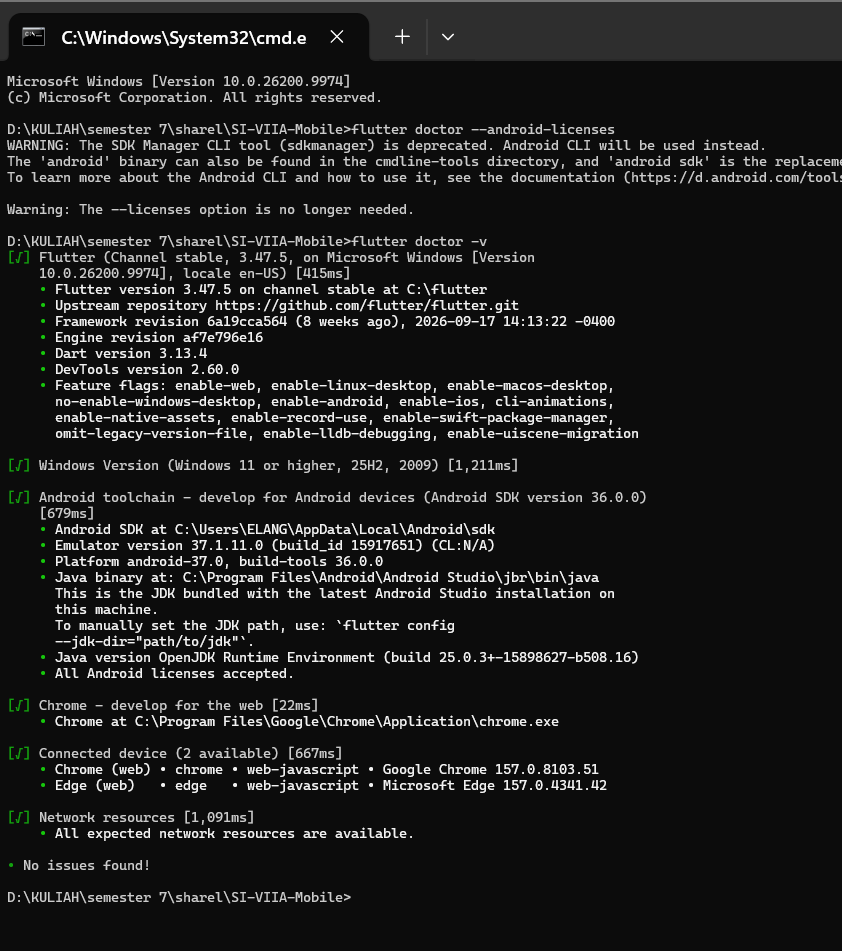 C:\Windows\System32\cmd.e
Microsoft Windows [Version 10.0.26200.9974]
(c) Microsoft Corporation. All rights reserved.
D:\KULIAH\semester 7\sharel\SI-VIIA-Mobile>flutter doctor --android-licenses
WARNING: The SDK Manager CLI tool (sdkmanager) is deprecated. Android CLI will be used instead.
The 'android' binary can also be found in the cmdline-tools directory, and 'android sdk' is the replaceme
To learn more about the Android CLI and how to use it, see the documentation (https://d.android.com/tools
Warning: The --licenses option is no longer needed.
D:\KULIAH\semester 7\sharel\SI-VIIA-Mobile>flutter doctor -v
[√] Flutter (Channel stable, 3.47.5, on Microsoft Windows [Version
10.0.26200.9974], locale en-US) [415ms]
• Flutter version 3.47.5 on channel stable at C:\flutter
• Upstream repository https://github.com/flutter/flutter.git
• Framework revision 6a19cca564 (8 weeks ago), 2026-09-17 14:13:22 -0400
• Engine revision af7e796e16
• Dart version 3.13.4
• DevTools version 2.60.0
• Feature flags: enable-web, enable-linux-desktop, enable-macos-desktop,
no-enable-windows-desktop, enable-android, enable-ios, cli-animations,
enable-native-assets, enable-record-use, enable-swift-package-manager,
omit-legacy-version-file, enable-lldb-debugging, enable-uiscene-migration
[√] Windows Version (Windows 11 or higher, 25H2, 2009) [1,211ms]
[√] Android toolchain - develop for Android devices (Android SDK version 36.0.0)
[679ms]
• Android SDK at C:\Users\ELANG\AppData\Local\Android\sdk
• Emulator version 37.1.11.0 (build_id 15917651) (CL:N/A)
• Platform android-37.0, build-tools 36.0.0
• Java binary at: C:\Program Files\Android\Android Studio\jbr\bin\java
This is the JDK bundled with the latest Android Studio installation on
this machine.
To manually set the JDK path, use: `flutter config
--jdk-dir="path/to/jdk"`.
• Java version OpenJDK Runtime Environment (build 25.0.3+-15898627-b508.16)
• All Android licenses accepted.
[√] Chrome - develop for the web [22ms]
• Chrome at C:\Program Files\Google\Chrome\Application\chrome.exe
[√] Connected device (2 available) [667ms]
• Chrome (web) • chrome • web-javascript • Google Chrome 157.0.8103.51
• Edge (web)   • edge   • web-javascript • Microsoft Edge 157.0.4341.42
[√] Network resources [1,091ms]
• All expected network resources are available.
• No issues found!
D:\KULIAH\semester 7\sharel\SI-VIIA-Mobile>